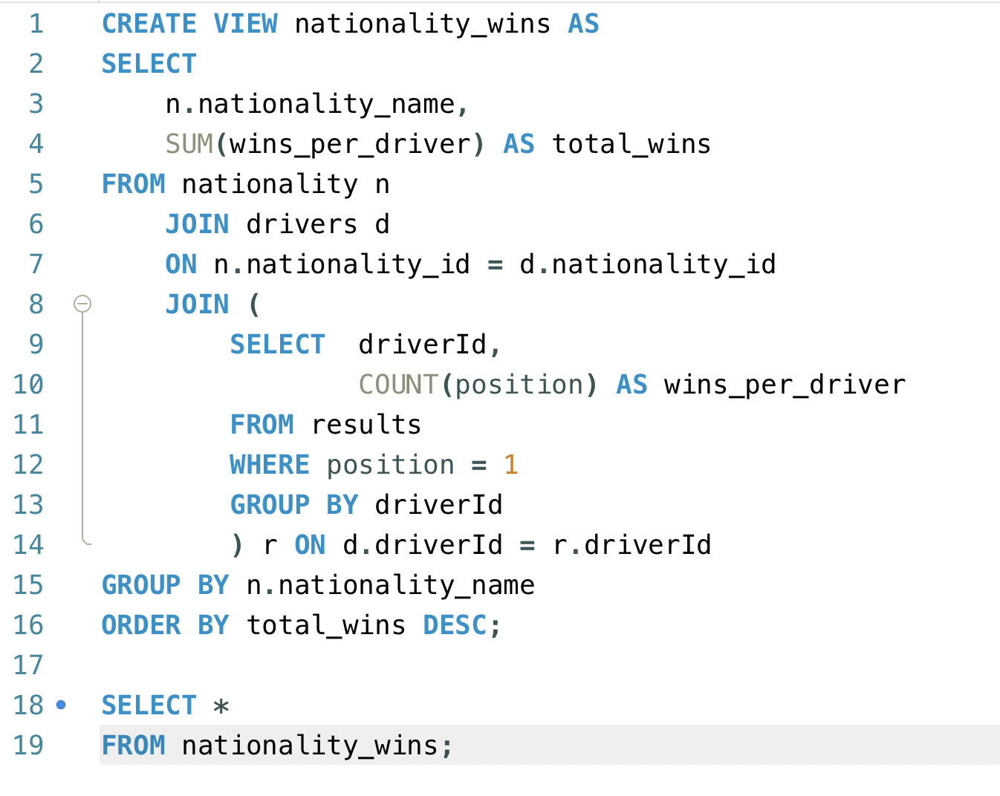 1 CREATE VIEW nationality_wins AS
2 SELECT
3 n.nationality_name,
4 SUM(wins_per_driver) AS total_wins
5 FROM nationality n
6 JOIN drivers d
7 ON n.nationality_id = d.nationality_id
8 JOIN (
9 SELECT  driverId,
10 COUNT(position) AS wins_per_driver
11 FROM results
12 WHERE position = 1
13 GROUP BY driverId
14 ) r ON d.driverId = r.driverId
15 GROUP BY n.nationality_name
16 ORDER BY total_wins DESC;
17
18 SELECT *
19 FROM nationality_wins;